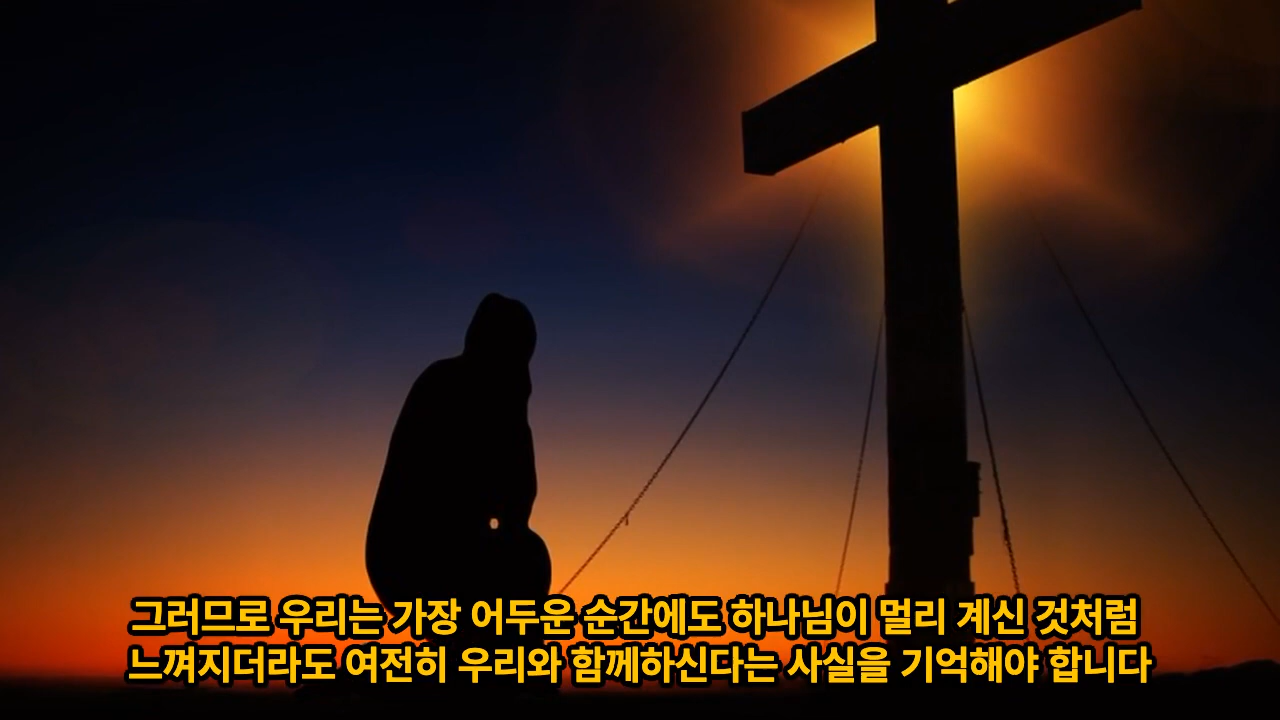 그러므로 우리는 가장 어두운 순간에도 하나님이 멀리 계신 것처럼
느껴지더라도 여전히 우리와 함께하신다는 사실을 기억해야 합니다